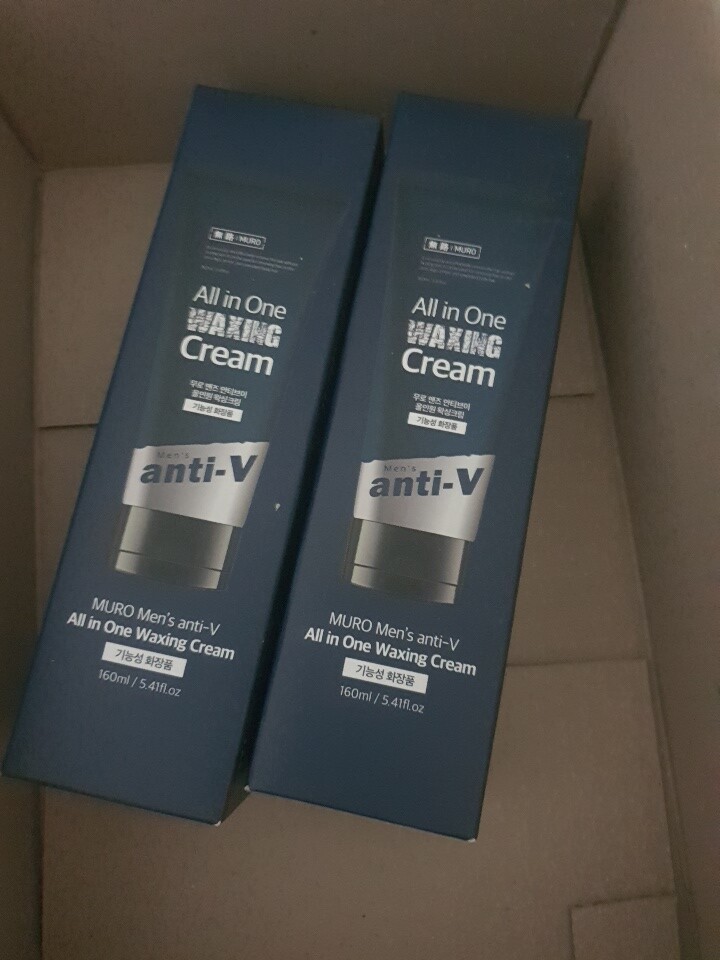 無路 MURO
All in One
WAXING
Cream
무로 맨즈 안티브이
올인원 왁싱크림
기능성 화장품
Men's
anti-V
MURO Men's anti-V
All in One Waxing Cream
기능성 화장품
160ml / 5.41fl.oz
無路 MURO
All in One
WAXING
Cream
무로 맨즈 안티브이
올인원 왁싱크림
기능성 화장품
Men's
anti-V
MURO Men's anti-V
All in One Waxing Cream
기능성 화장품
160ml / 5.41fl.oz